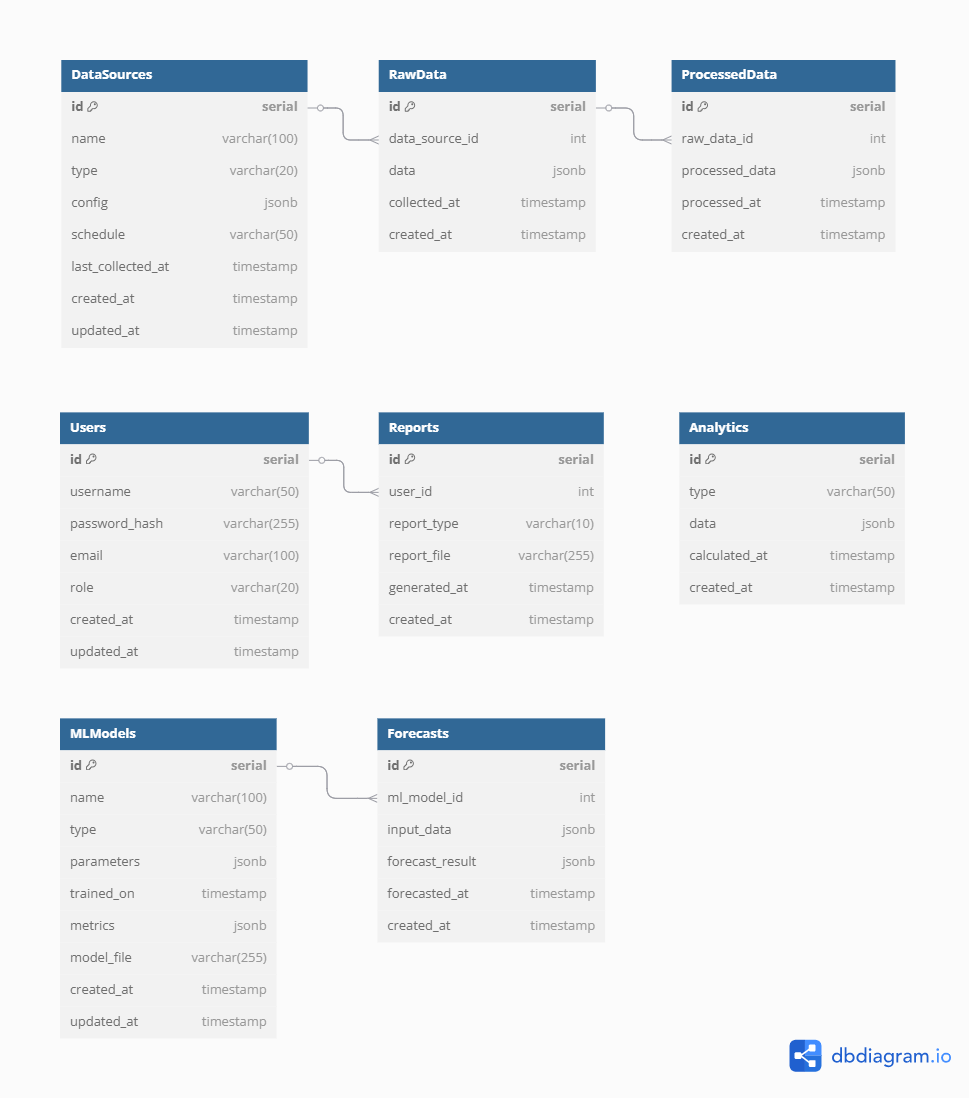 DataSources
id serial
name varchar(100)
type varchar(20)
config jsonb
schedule varchar(50)
last_collected_at timestamp
created_at timestamp
updated_at timestamp
RawData
id serial
data_source_id int
data jsonb
collected_at timestamp
created_at timestamp
ProcessedData
id serial
raw_data_id int
processed_data jsonb
processed_at timestamp
created_at timestamp
Users
id serial
username varchar(50)
password_hash varchar(255)
email varchar(100)
role varchar(20)
created_at timestamp
updated_at timestamp
Reports
id serial
user_id int
report_type varchar(10)
report_file varchar(255)
generated_at timestamp
created_at timestamp
Analytics
id serial
type varchar(50)
data jsonb
calculated_at timestamp
created_at timestamp
MLModels
id serial
name varchar(100)
type varchar(50)
parameters jsonb
trained_on timestamp
metrics jsonb
model_file varchar(255)
created_at timestamp
updated_at timestamp
Forecasts
id serial
ml_model_id int
input_data jsonb
forecast_result jsonb
forecasted_at timestamp
created_at timestamp
dbdiagram.io